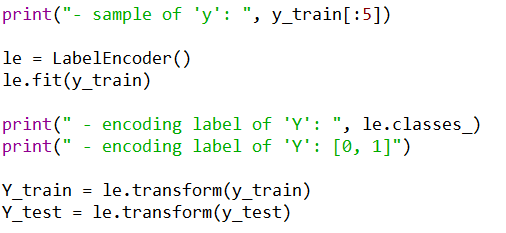 print("- sample of 'y': ", y_train[:5])
le = LabelEncoder()
le.fit(y_train)
print(" - encoding label of 'Y': ", le.classes_)
print(" - encoding label of 'Y': [0, 1]")
Y_train = le.transform(y_train)
Y_test = le.transform(y_test)